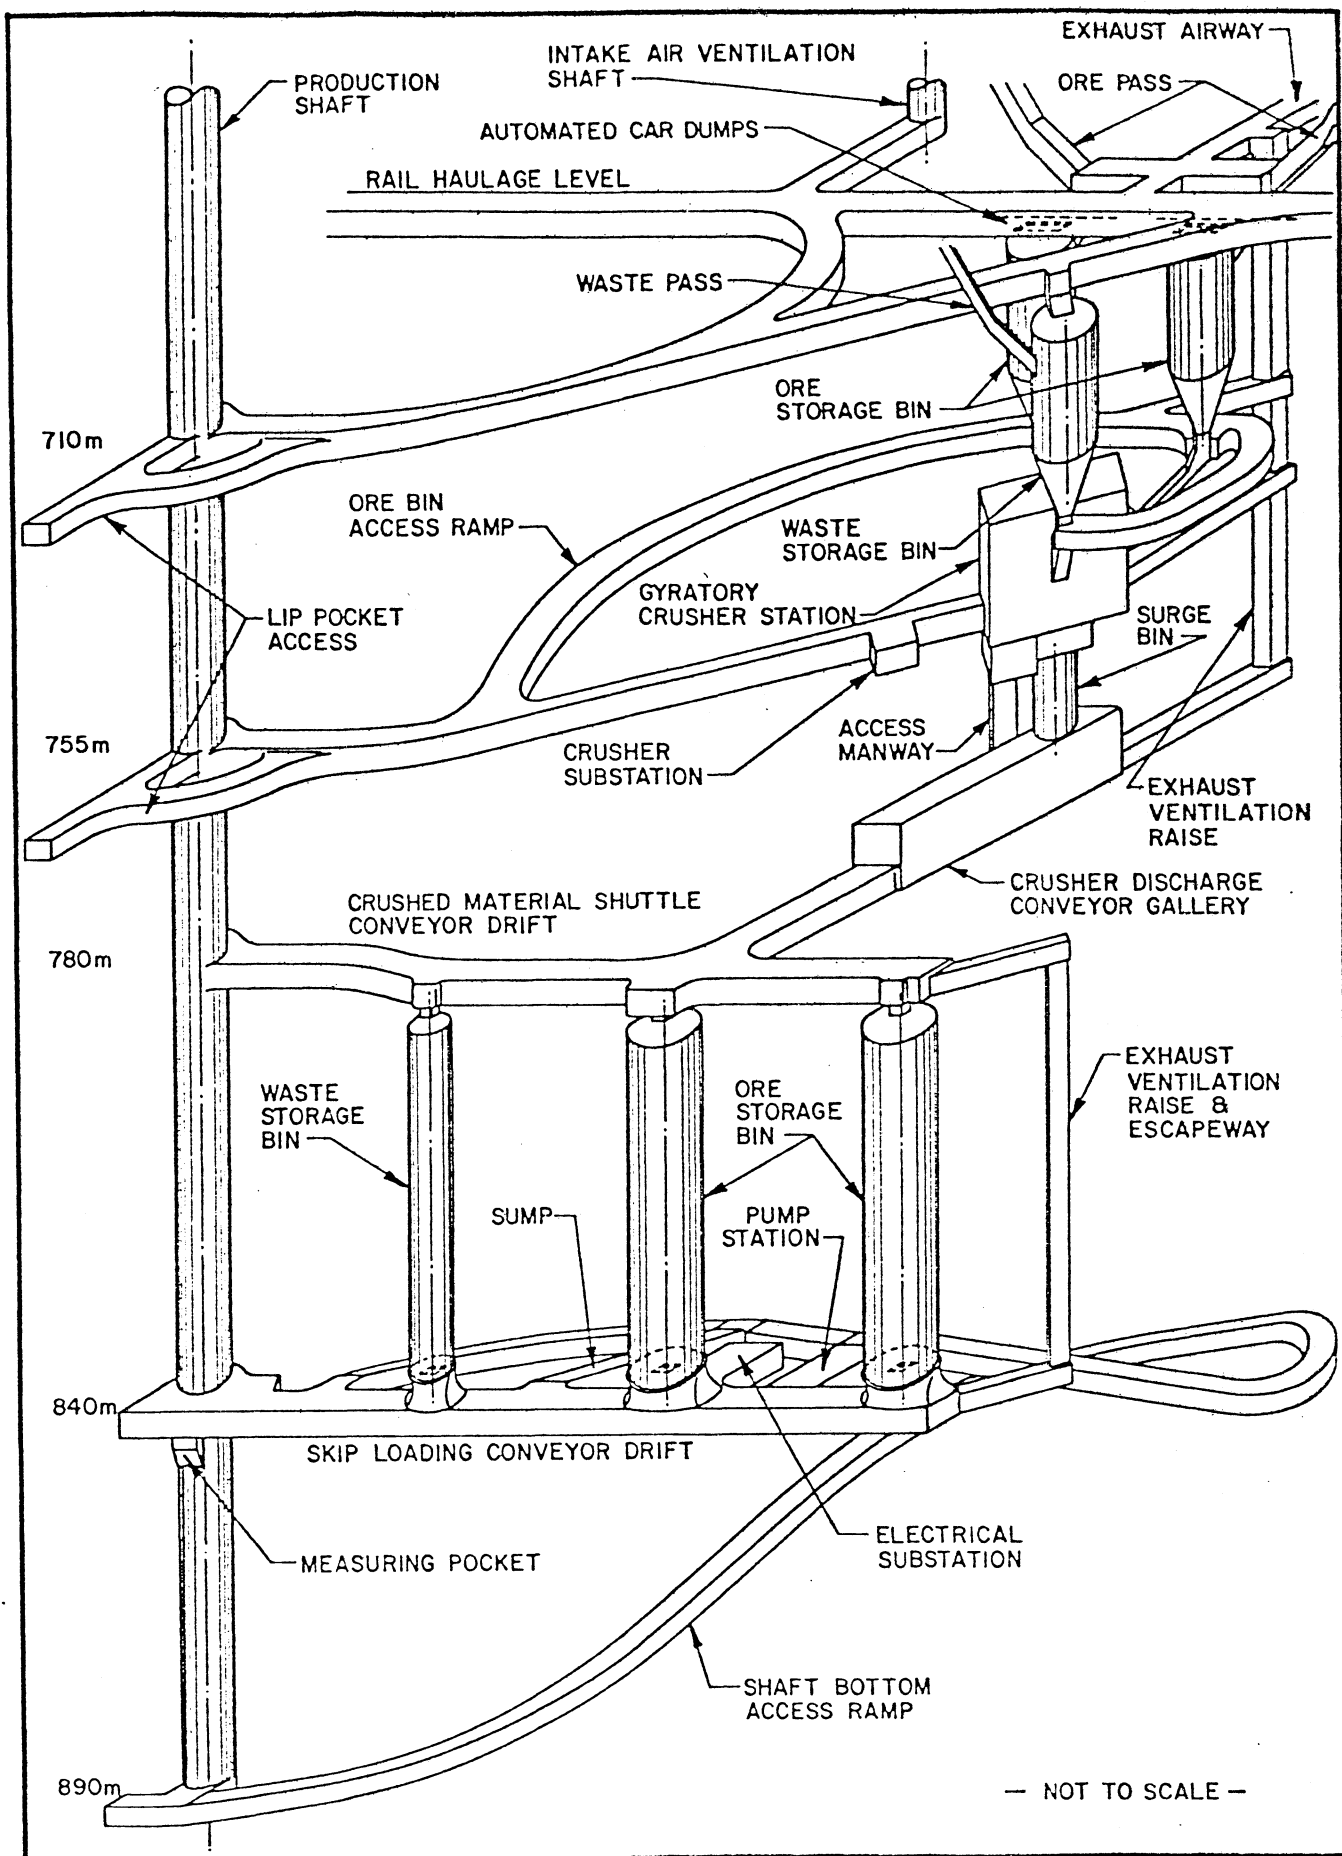 EXHAUST AIRWAY
INTAKE AIR VENTILATION
SHAFT
PRODUCTION
SHAFT
ORE PASS
AUTOMATED CAR DUMPS
RAIL HAULAGE LEVEL
WASTE PASS
ORE
STORAGE BIN
710m
ORE BIN
ACCESS RAMP
WASTE
STORAGE BIN
GYRATORY
CRUSHER STATION
LIP POCKET
ACCESS
SURGE
BIN
755m
CRUSHER
SUBSTATION
ACCESS
MANWAY
EXHAUST
VENTILATION
RAISE
CRUSHER DISCHARGE
CONVEYOR GALLERY
CRUSHED MATERIAL SHUTTLE
CONVEYOR DRIFT
780m
WASTE
STORAGE
BIN
ORE
STORAGE
BIN
EXHAUST
VENTILATION
RAISE &
ESCAPEWAY
SUMP
PUMP
STATION
840m
SKIP LOADING CONVEYOR DRIFT
MEASURING POCKET
ELECTRICAL
SUBSTATION
SHAFT BOTTOM
ACCESS RAMP
890m
— NOT TO SCALE —